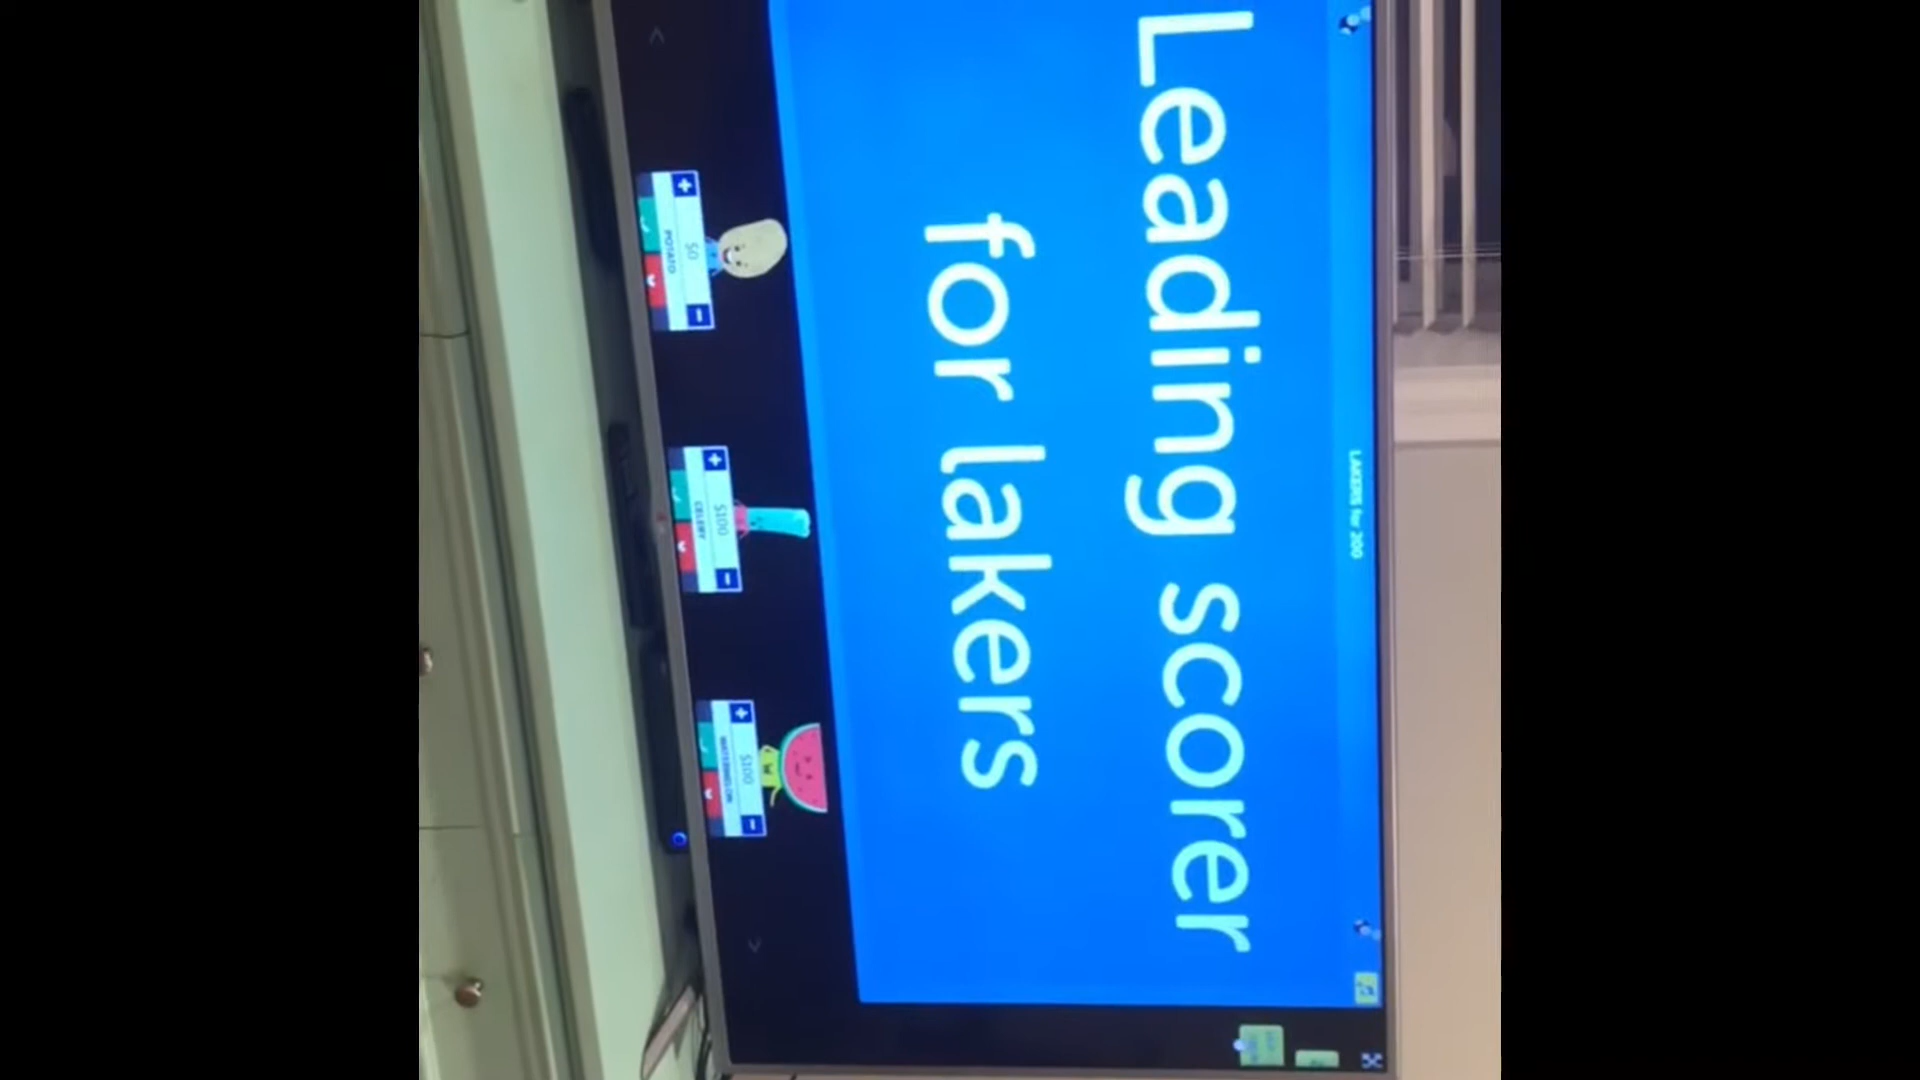 LAKERS for 200
Leading scorer
for lakers
$0
POTATO
$100
CELERY
$100
WATERMELON